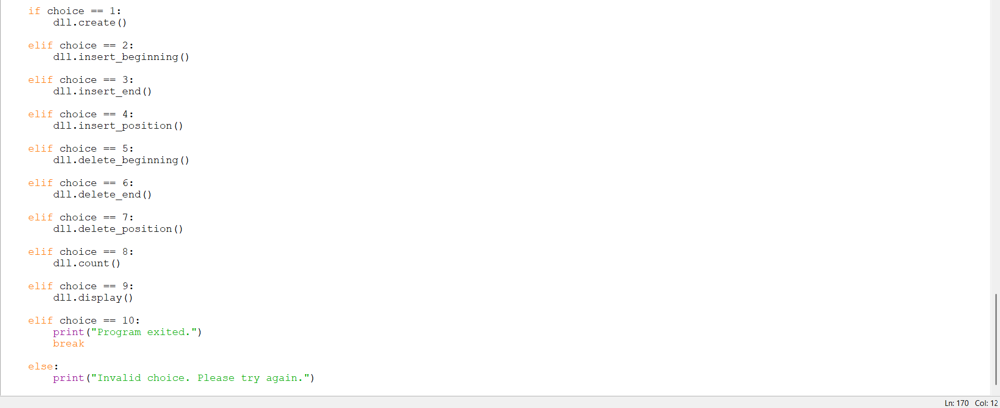 if choice == 1:
    dll.create()
elif choice == 2:
    dll.insert_beginning()
elif choice == 3:
    dll.insert_end()
elif choice == 4:
    dll.insert_position()
elif choice == 5:
    dll.delete_beginning()
elif choice == 6:
    dll.delete_end()
elif choice == 7:
    dll.delete_position()
elif choice == 8:
    dll.count()
elif choice == 9:
    dll.display()
elif choice == 10:
    print("Program exited.")
    break
else:
    print("Invalid choice. Please try again.")
Ln: 170 Col: 12